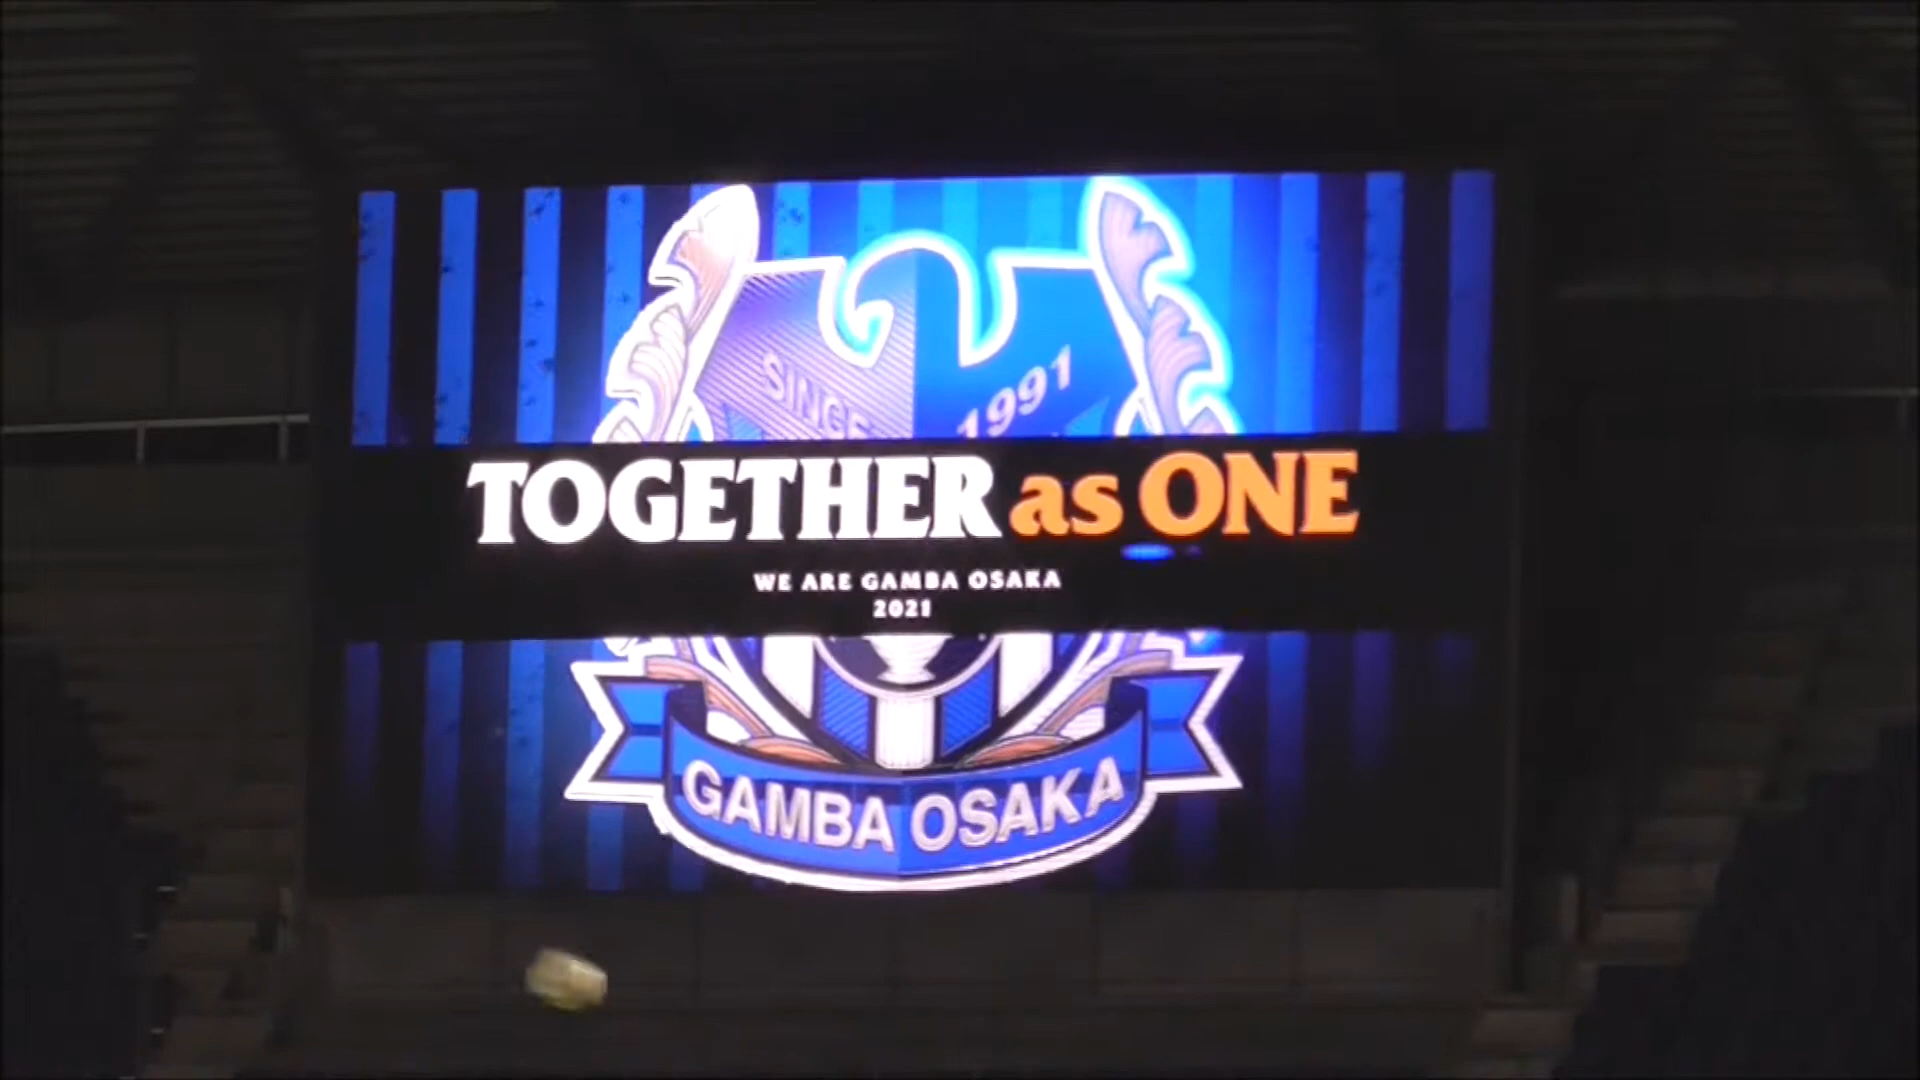 SINCE 1991
TOGETHER as ONE
WE ARE GAMBA OSAKA
2021
GAMBA OSAKA